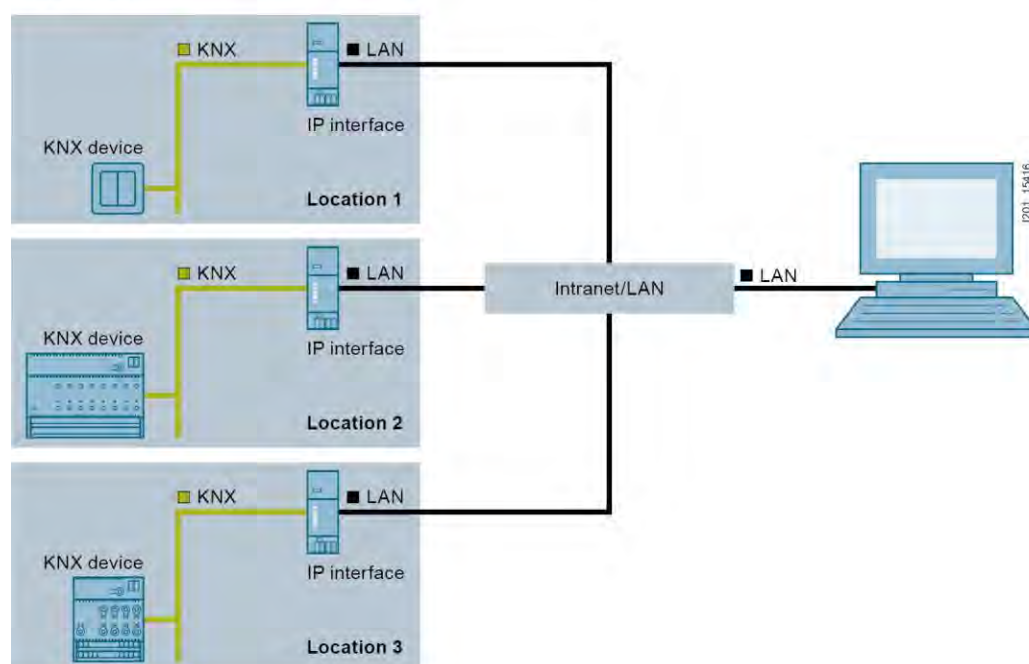 KNX
LAN
IP interface
KNX device
Location 1
KNX
LAN
IP interface
KNX device
Location 2
KNX
LAN
IP interface
KNX device
Location 3
Intranet/LAN
LAN
I201_15416